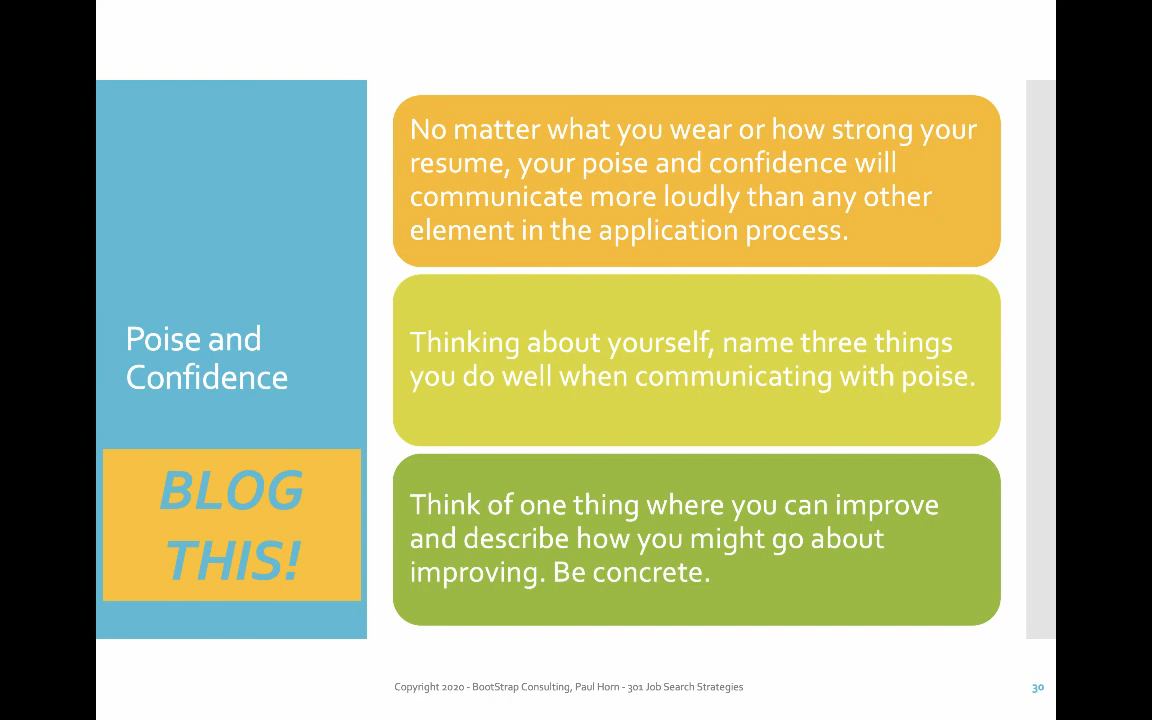 Poise and
Confidence
BLOG
THIS!
No matter what you wear or how strong your
resume, your poise and confidence will
communicate more loudly than any other
element in the application process.
Thinking about yourself, name three things
you do well when communicating with poise.
Think of one thing where you can improve
and describe how you might go about
improving. Be concrete.
Copyright 2020 - BootStrap Consulting, Paul Horn - 301 Job Search Strategies
30